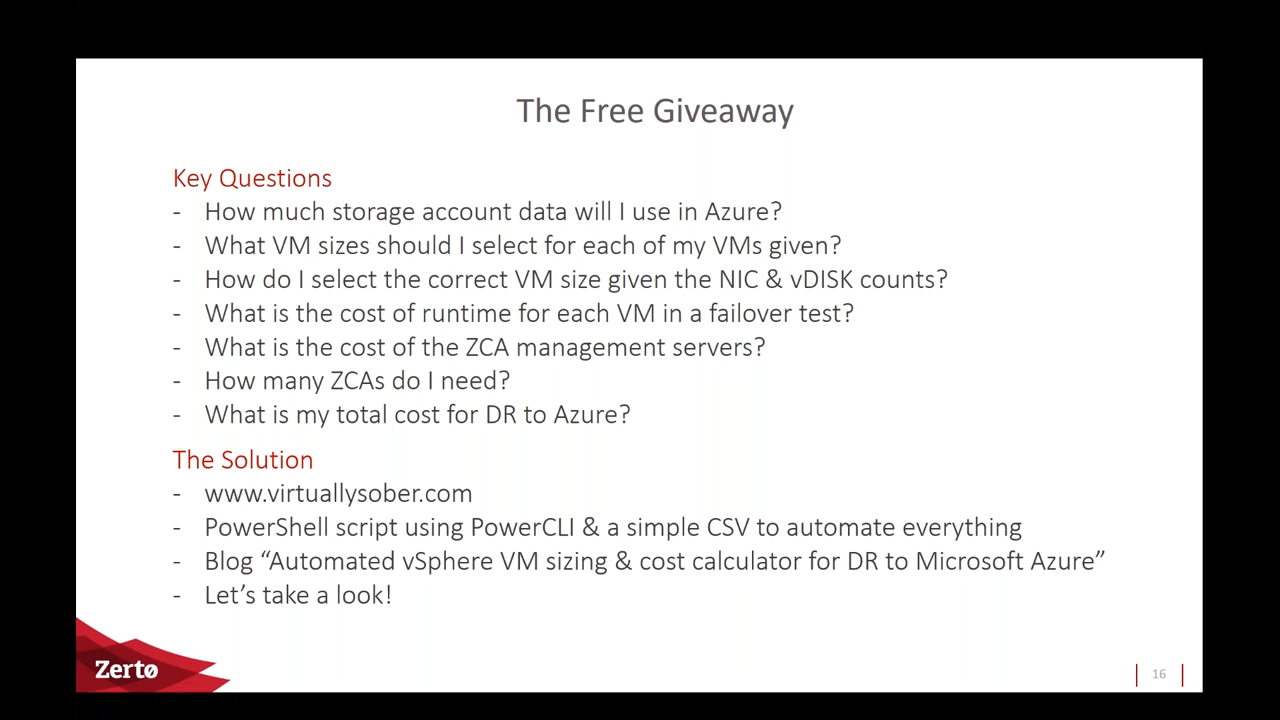 The Free Giveaway
Key Questions
- How much storage account data will I use in Azure?
- What VM sizes should I select for each of my VMs given?
- How do I select the correct VM size given the NIC & vDISK counts?
- What is the cost of runtime for each VM in a failover test?
- What is the cost of the ZCA management servers?
- How many ZCAs do I need?
- What is my total cost for DR to Azure?
The Solution
- www.virtuallysober.com
- PowerShell script using PowerCLI & a simple CSV to automate everything
- Blog “Automated vSphere VM sizing & cost calculator for DR to Microsoft Azure”
- Let’s take a look!
Zerto
16